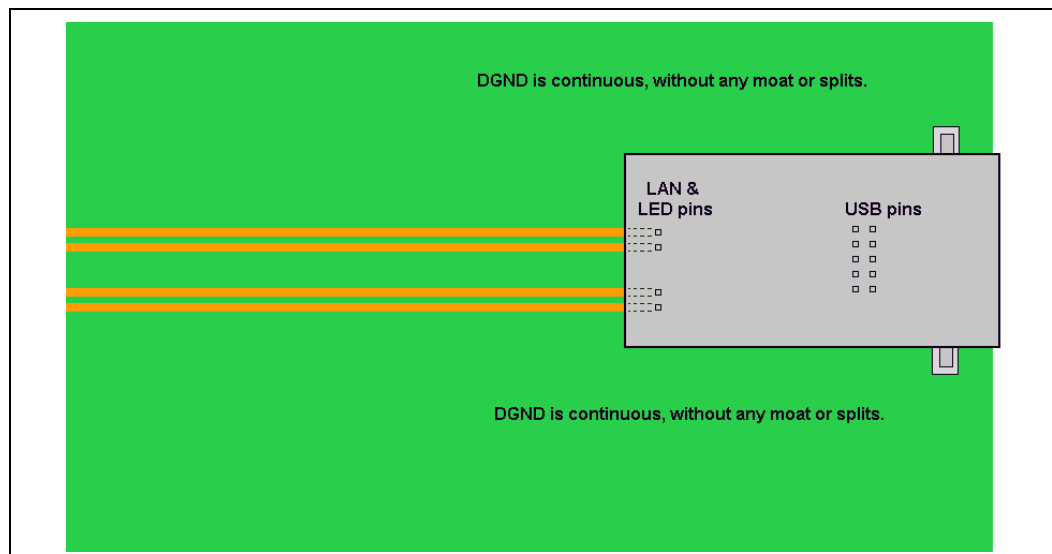 DGND is continuous, without any moat or splits.
LAN &
LED pins
USB pins
DGND is continuous, without any moat or splits.